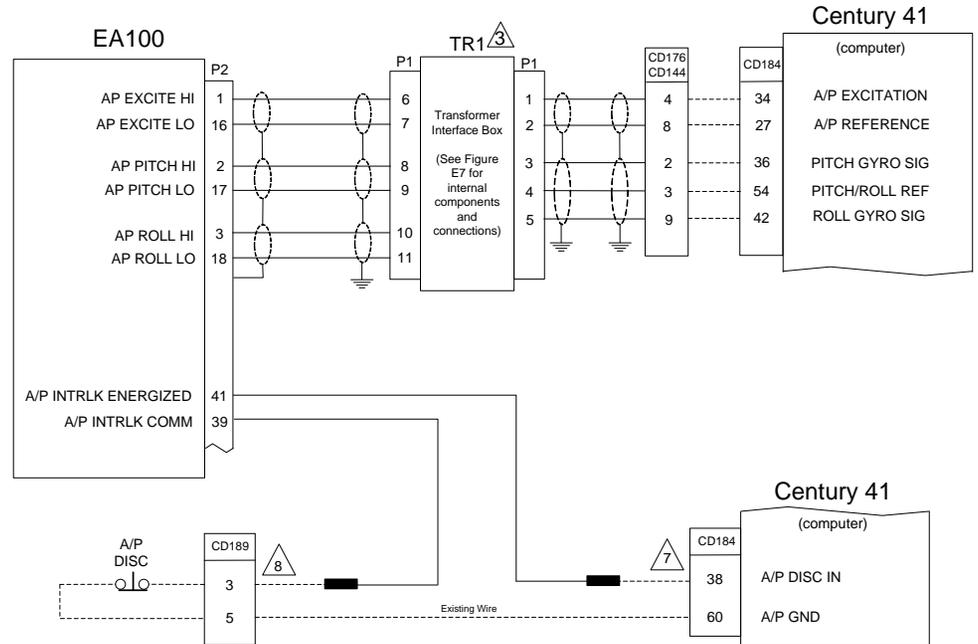 Century 41
(computer)
EA100
TR1 3
P2
P1
P1
CD176
CD144
CD184
AP EXCITE HI 1 6 1 4 34 A/P EXCITATION
AP EXCITE LO 16 7 2 8 27 A/P REFERENCE
AP PITCH HI 2 8 3 2 36 PITCH GYRO SIG
AP PITCH LO 17 9 4 3 54 PITCH/ROLL REF
AP ROLL HI 3 10 5 9 42 ROLL GYRO SIG
AP ROLL LO 18 11
Transformer
Interface Box
(See Figure
E7 for
internal
components
and
connections)
A/P INTRLK ENERGIZED 41
A/P INTRLK COMM 39
Century 41
(computer)
A/P
DISC
CD189
8
7
CD184
3
38 A/P DISC IN
5
Existing Wire
60 A/P GND